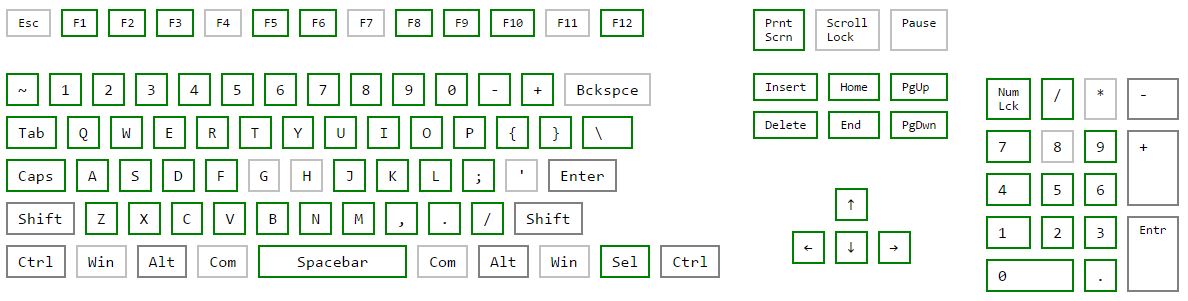 Esc F1 F2 F3 F4 F5 F6 F7 F8 F9 F10 F11 F12
~ 1 2 3 4 5 6 7 8 9 0 - + Bckspce
Tab Q W E R T Y U I O P { } \
Caps A S D F G H J K L ; ' Enter
Shift Z X C V B N M , . / Shift
Ctrl Win Alt Com Spacebar Com Alt Win Sel Ctrl
Prnt Scroll Pause
Scrn Lock
Insert Home PgUp
Delete End PgDwn
↑
← ↓ →
Num / * -
Lck
7 8 9 +
4 5 6
1 2 3 Entr
0 .